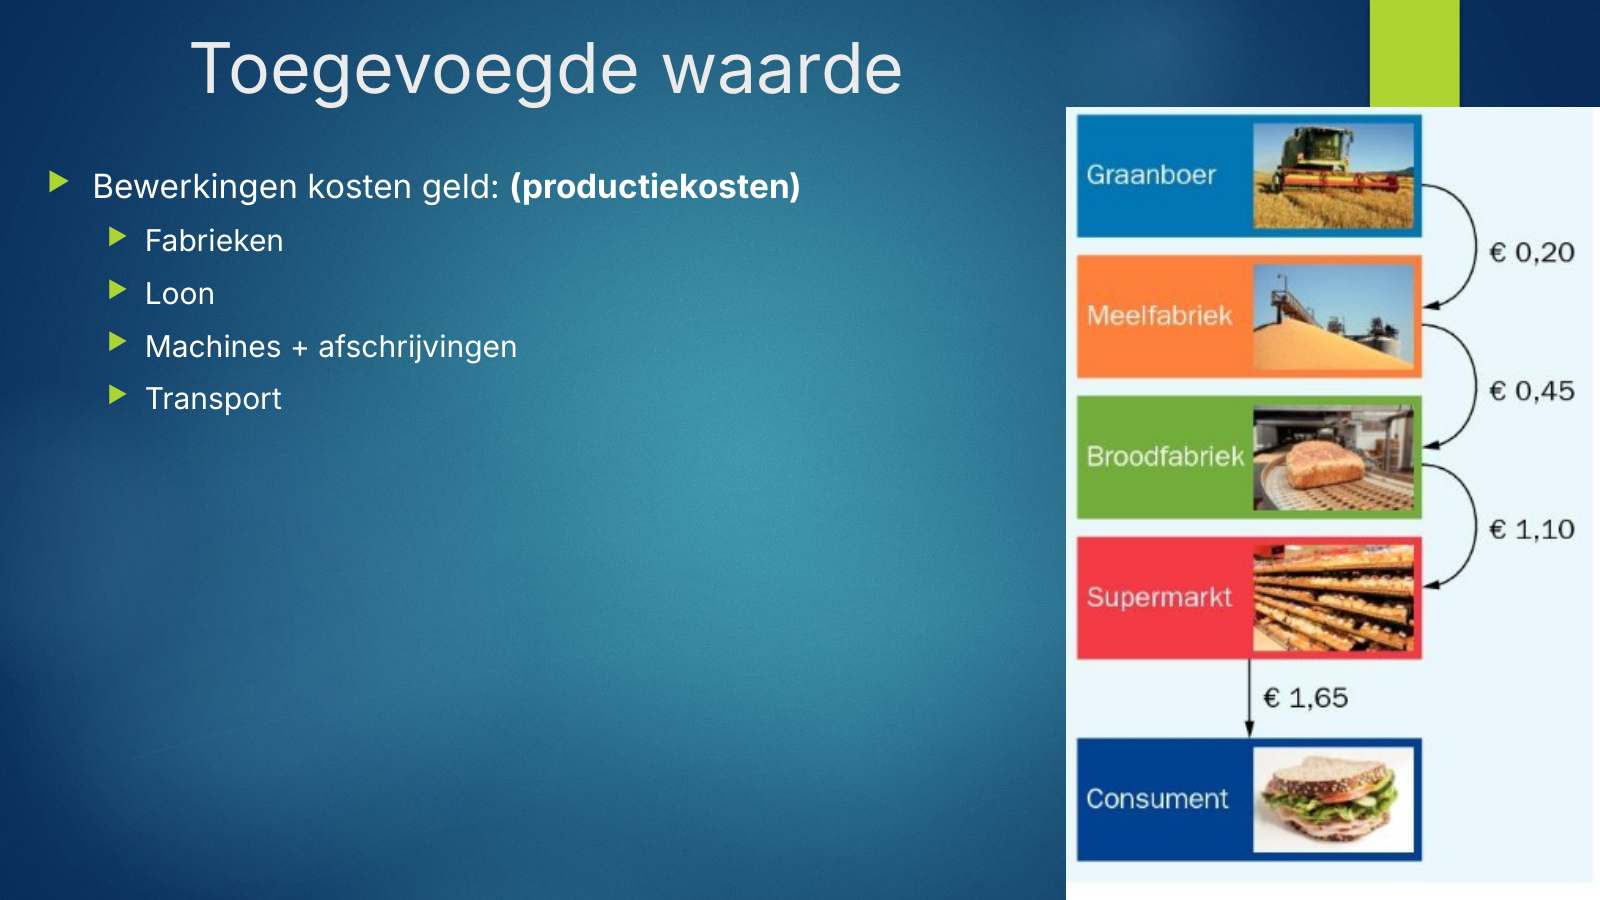 Toegevoegde waarde
Bewerkingen kosten geld: (productiekosten)
Fabrieken
Loon
Machines + afschrijvingen
Transport
Graanboer
€ 0,20
Meelfabriek
€ 0,45
Broodfabriek
€ 1,10
Supermarkt
€ 1,65
Consument